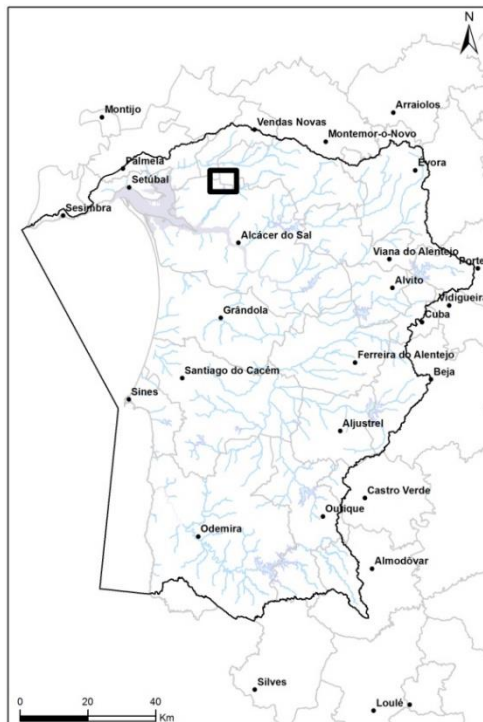 N
Arraiolos
Montijo
Vendas Novas
Montemor-o-Novo
Palmela
Évora
Setúbal
Sesimbra
Alcácer do Sal
Viana do Alentejo
Porte
Alvito
Vidigueira
Grândola
Cuba
Ferreira do Alentejo
Santiago do Cacém
Beja
Sines
Aljustrel
Castro Verde
Ourique
Odemira
Almodôvar
Silves
0 20 40
Km
Loulé